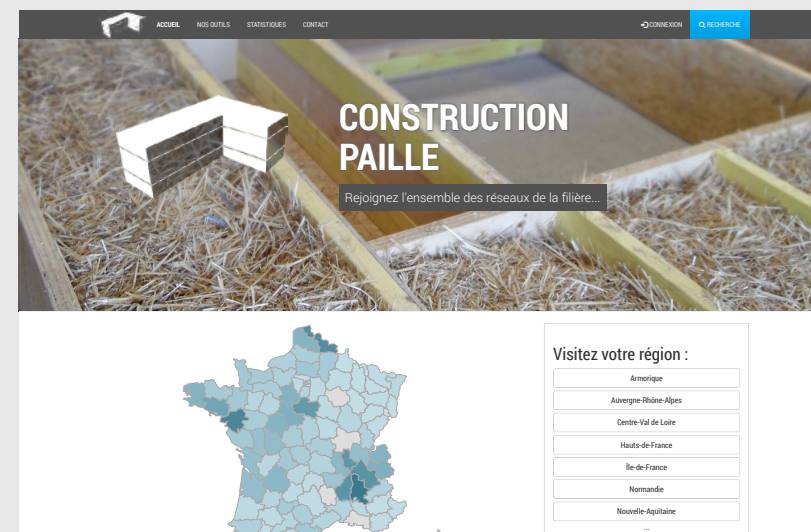 ACCUEIL NOS OUTILS STATISTIQUES CONTACT CONNEXION RECHERCHE
CONSTRUCTION
PAILLE
Rejoignez l'ensemble des réseaux de la filière...
Visitez votre région :
Armorique
Auvergne-Rhône-Alpes
Centre-Val de Loire
Hauts-de-France
Île-de-France
Normandie
Nouvelle-Aquitaine